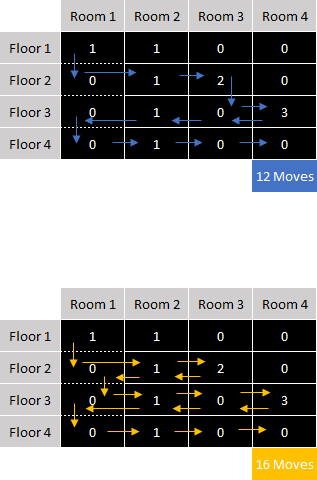 Room 1 Room 2 Room 3 Room 4
Floor 1 1 1 0 0
Floor 2 0 1 2 0
Floor 3 0 1 0 3
Floor 4 0 1 0 0
12 Moves
Room 1 Room 2 Room 3 Room 4
Floor 1 1 1 0 0
Floor 2 0 1 2 0
Floor 3 0 1 0 3
Floor 4 0 1 0 0
16 Moves